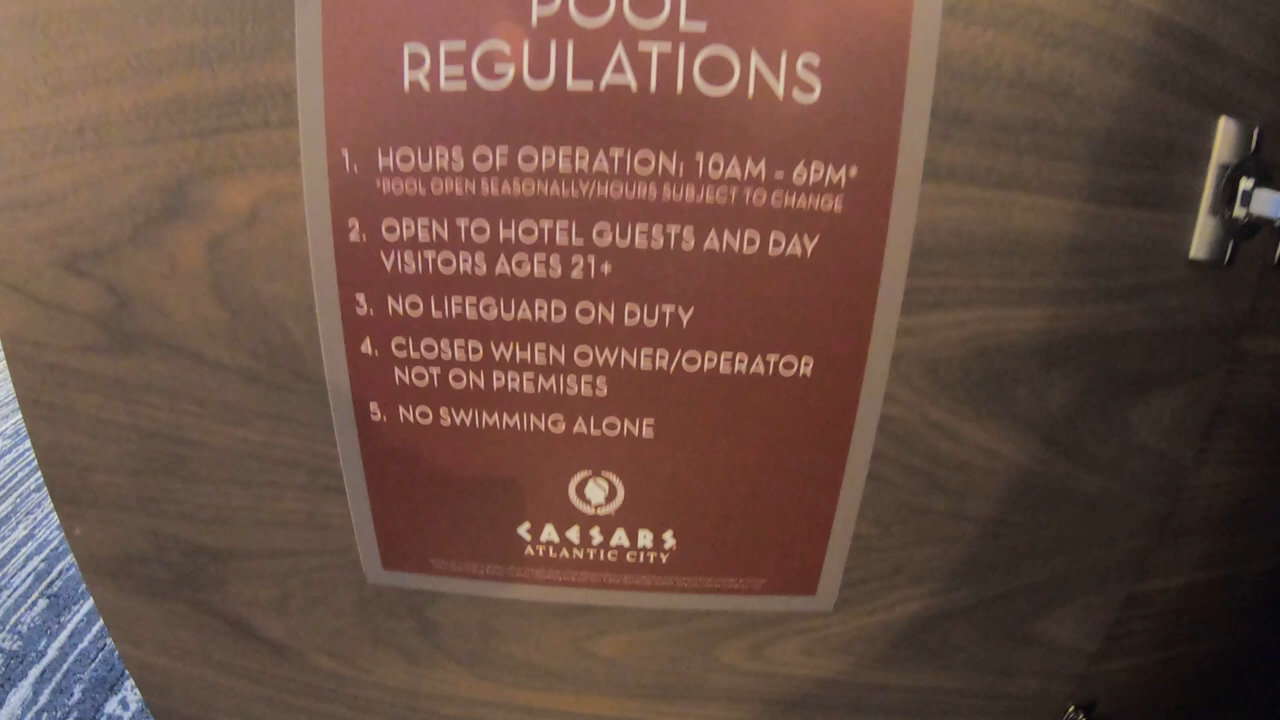 POOL
REGULATIONS
1. HOURS OF OPERATION: 10AM - 6PM*
*POOL OPEN SEASONALLY/HOURS SUBJECT TO CHANGE
2. OPEN TO HOTEL GUESTS AND DAY
VISITORS AGES 21+
3. NO LIFEGUARD ON DUTY
4. CLOSED WHEN OWNER/OPERATOR
NOT ON PREMISES
5. NO SWIMMING ALONE
CAESARS
ATLANTIC CITY